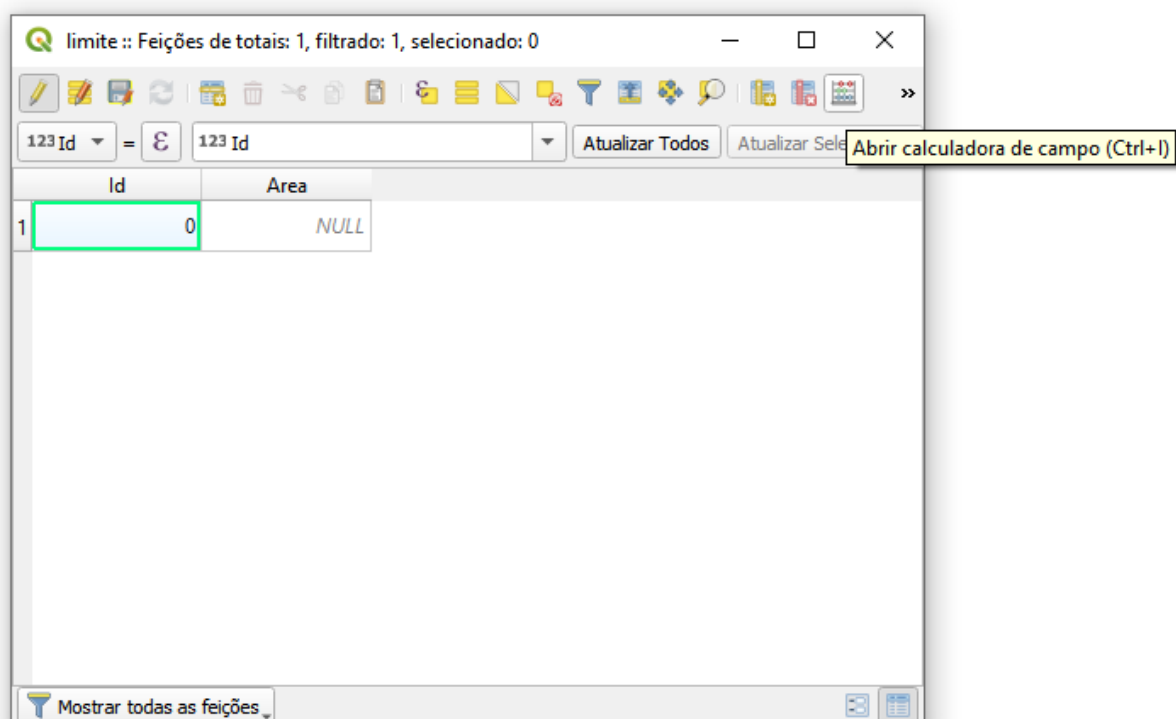 limite :: Feições de totais: 1, filtrado: 1, selecionado: 0
123 Id = ε 123 Id Atualizar Todos Atualizar Sele
Abrir calculadora de campo (Ctrl+I)
Id Area
1 0 NULL
Mostrar todas as feições